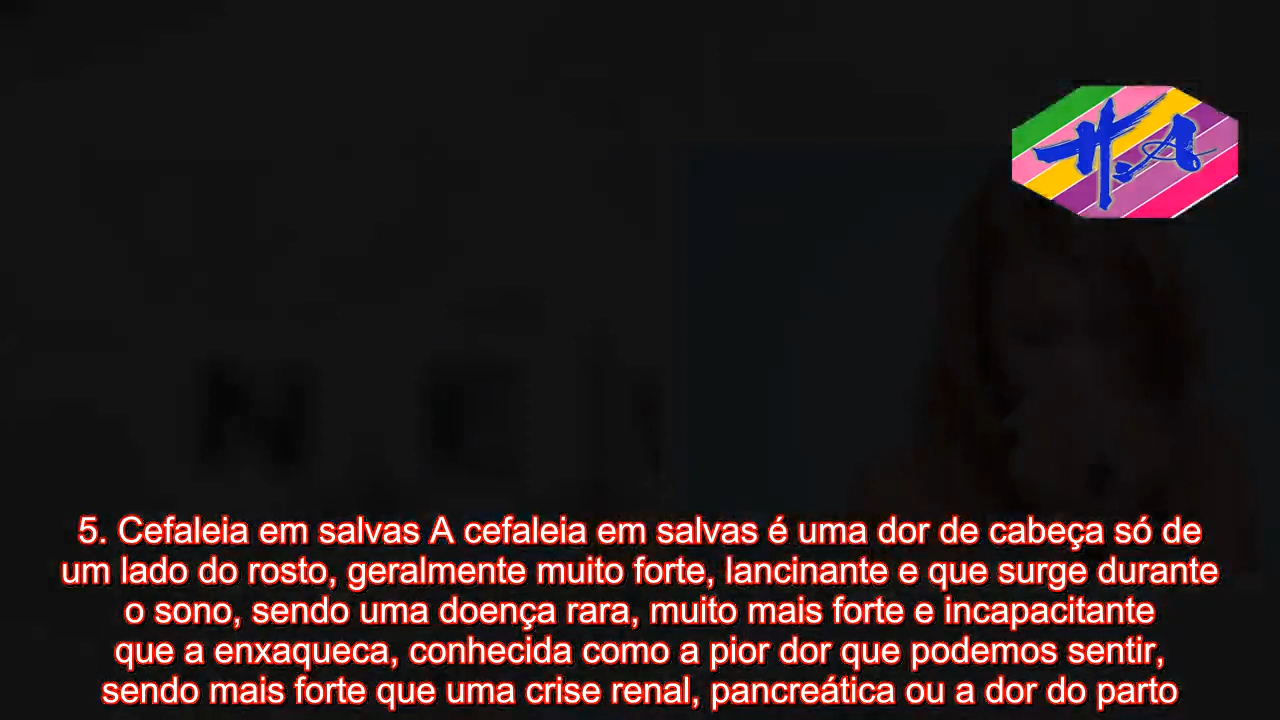 H.A
5. Cefaleia em salvas A cefaleia em salvas é uma dor de cabeça só de
um lado do rosto, geralmente muito forte, lancinante e que surge durante
o sono, sendo uma doença rara, muito mais forte e incapacitante
que a enxaqueca, conhecida como a pior dor que podemos sentir,
sendo mais forte que uma crise renal, pancreática ou a dor do parto